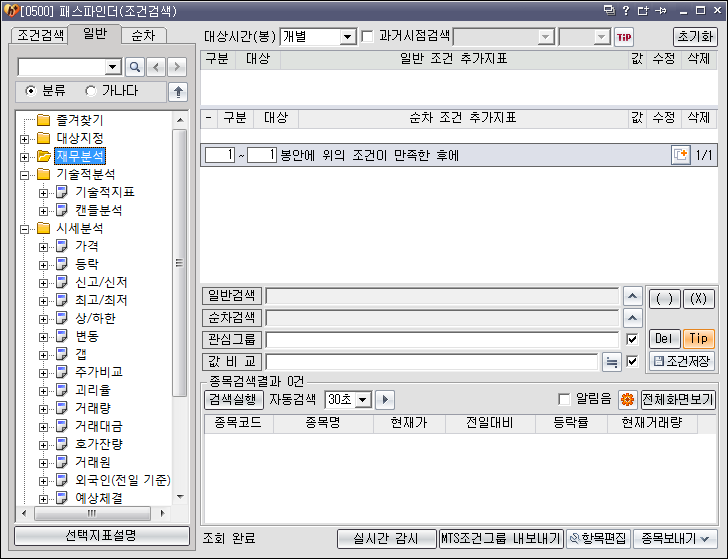 [0500] 패스파인더(조건검색)
조건검색 일반 순차
대상시간(봉) 개별 과거시점검색 TIP 초기화
분류 가나다
구분 대상 일반 조건 추가지표 값 수정 삭제
- 구분 대상 순차 조건 추가지표 값 수정 삭제
1 ~ 1 봉안에 위의 조건이 만족한 후에 1/1
즐겨찾기
대상지정
재무분석
기술적분석
기술적지표
캔들분석
시세분석
가격
등락
신고/신저
최고/최저
상/하한
변동
갭
주가비교
괴리율
거래량
거래대금
호가잔량
거래원
외국인(전일 기준)
예상체결
선택지표설명
일반검색 ( ) (X)
순차검색
관심그룹 Del Tip
값 비 교 조건저장
종목검색결과 0건
검색실행 자동검색 30초 알림음 전체화면보기
종목코드 종목명 현재가 전일대비 등락률 현재거래량
조회 완료 실시간 감시 MTS조건그룹 내보내기 항목편집 종목보내기